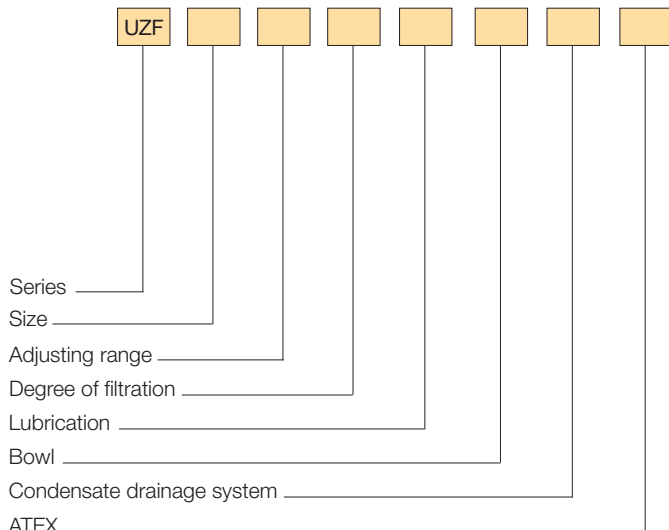 UZF
Series
Size
Adjusting range
Degree of filtration
Lubrication
Bowl
Condensate drainage system
ATEX